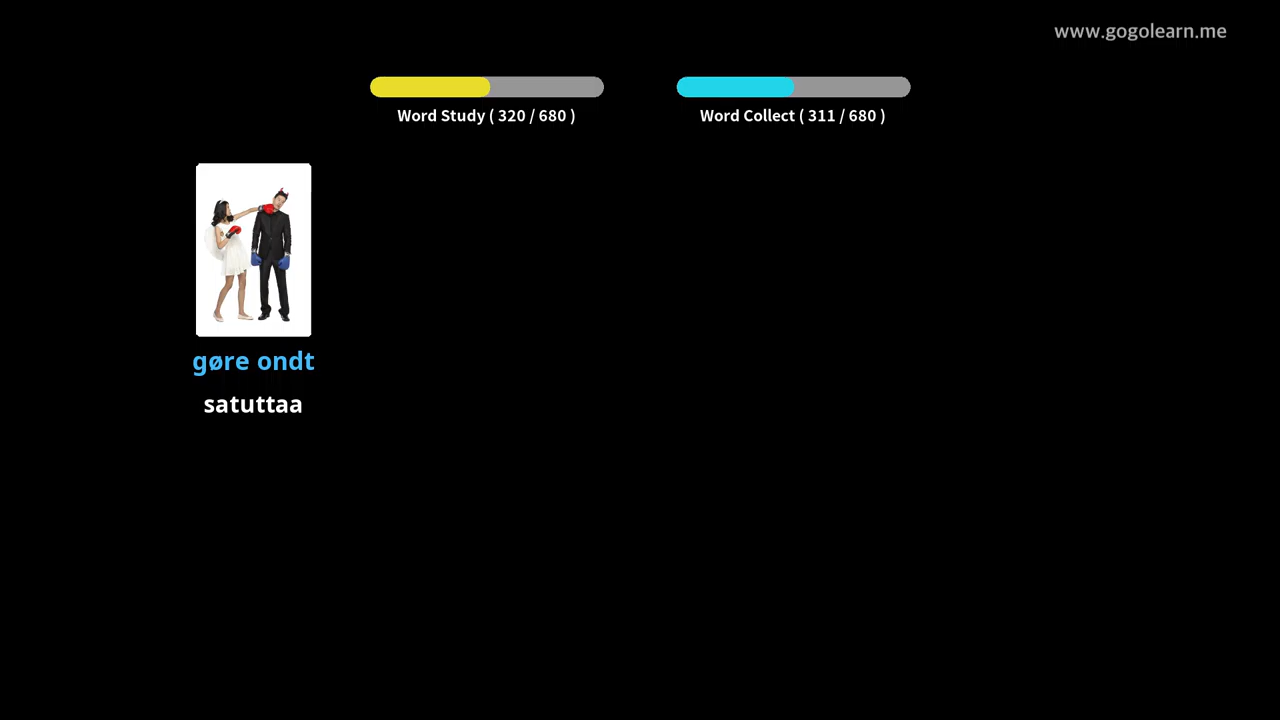 www.gogolearn.me
Word Study ( 320 / 680 )
Word Collect ( 311 / 680 )
gøre ondt
satuttaa